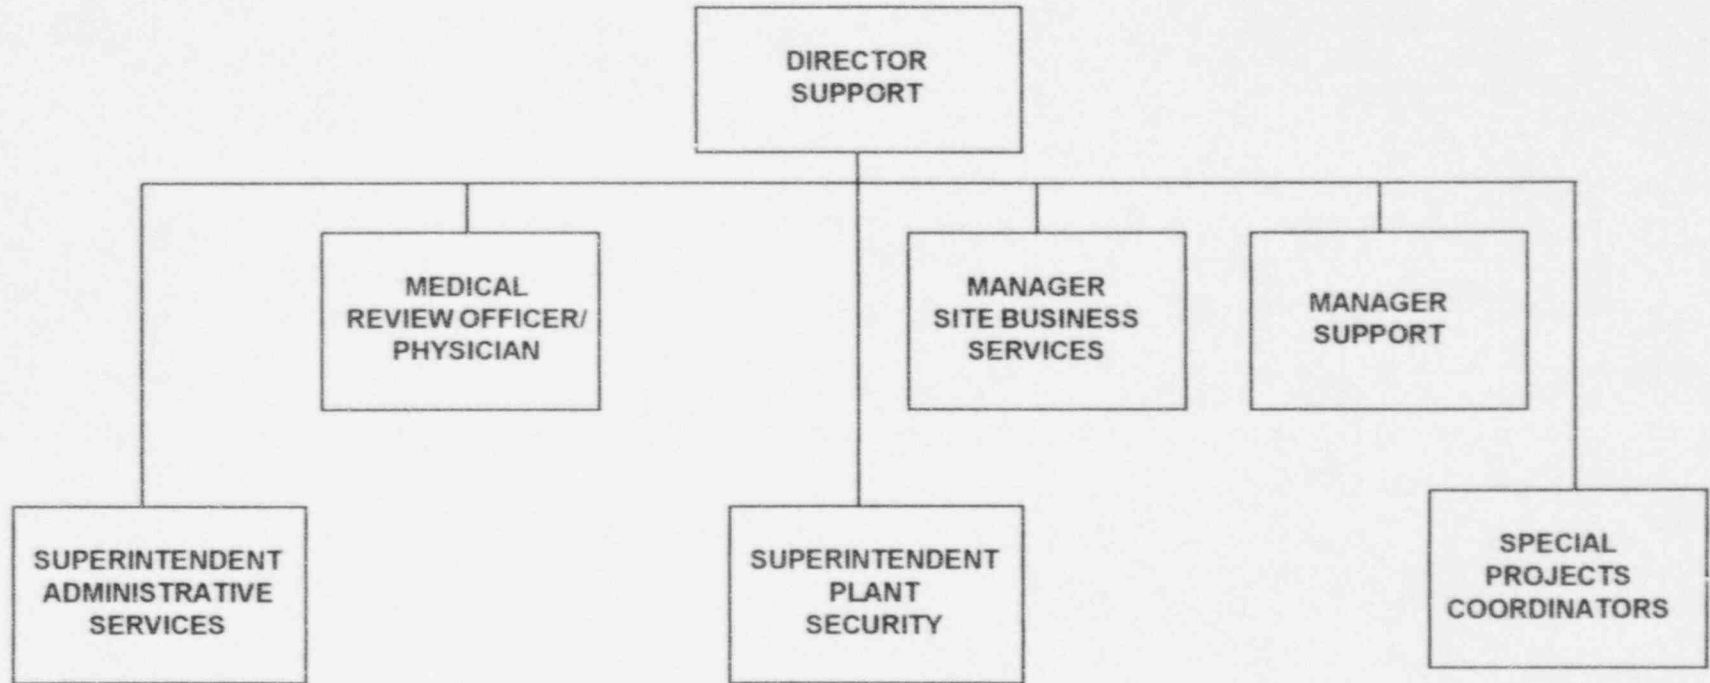 DIRECTOR
SUPPORT
MEDICAL
REVIEW OFFICER/
PHYSICIAN
MANAGER
SITE BUSINESS
SERVICES
MANAGER
SUPPORT
SUPERINTENDENT
ADMINISTRATIVE
SERVICES
SUPERINTENDENT
PLANT
SECURITY
SPECIAL
PROJECTS
COORDINATORS